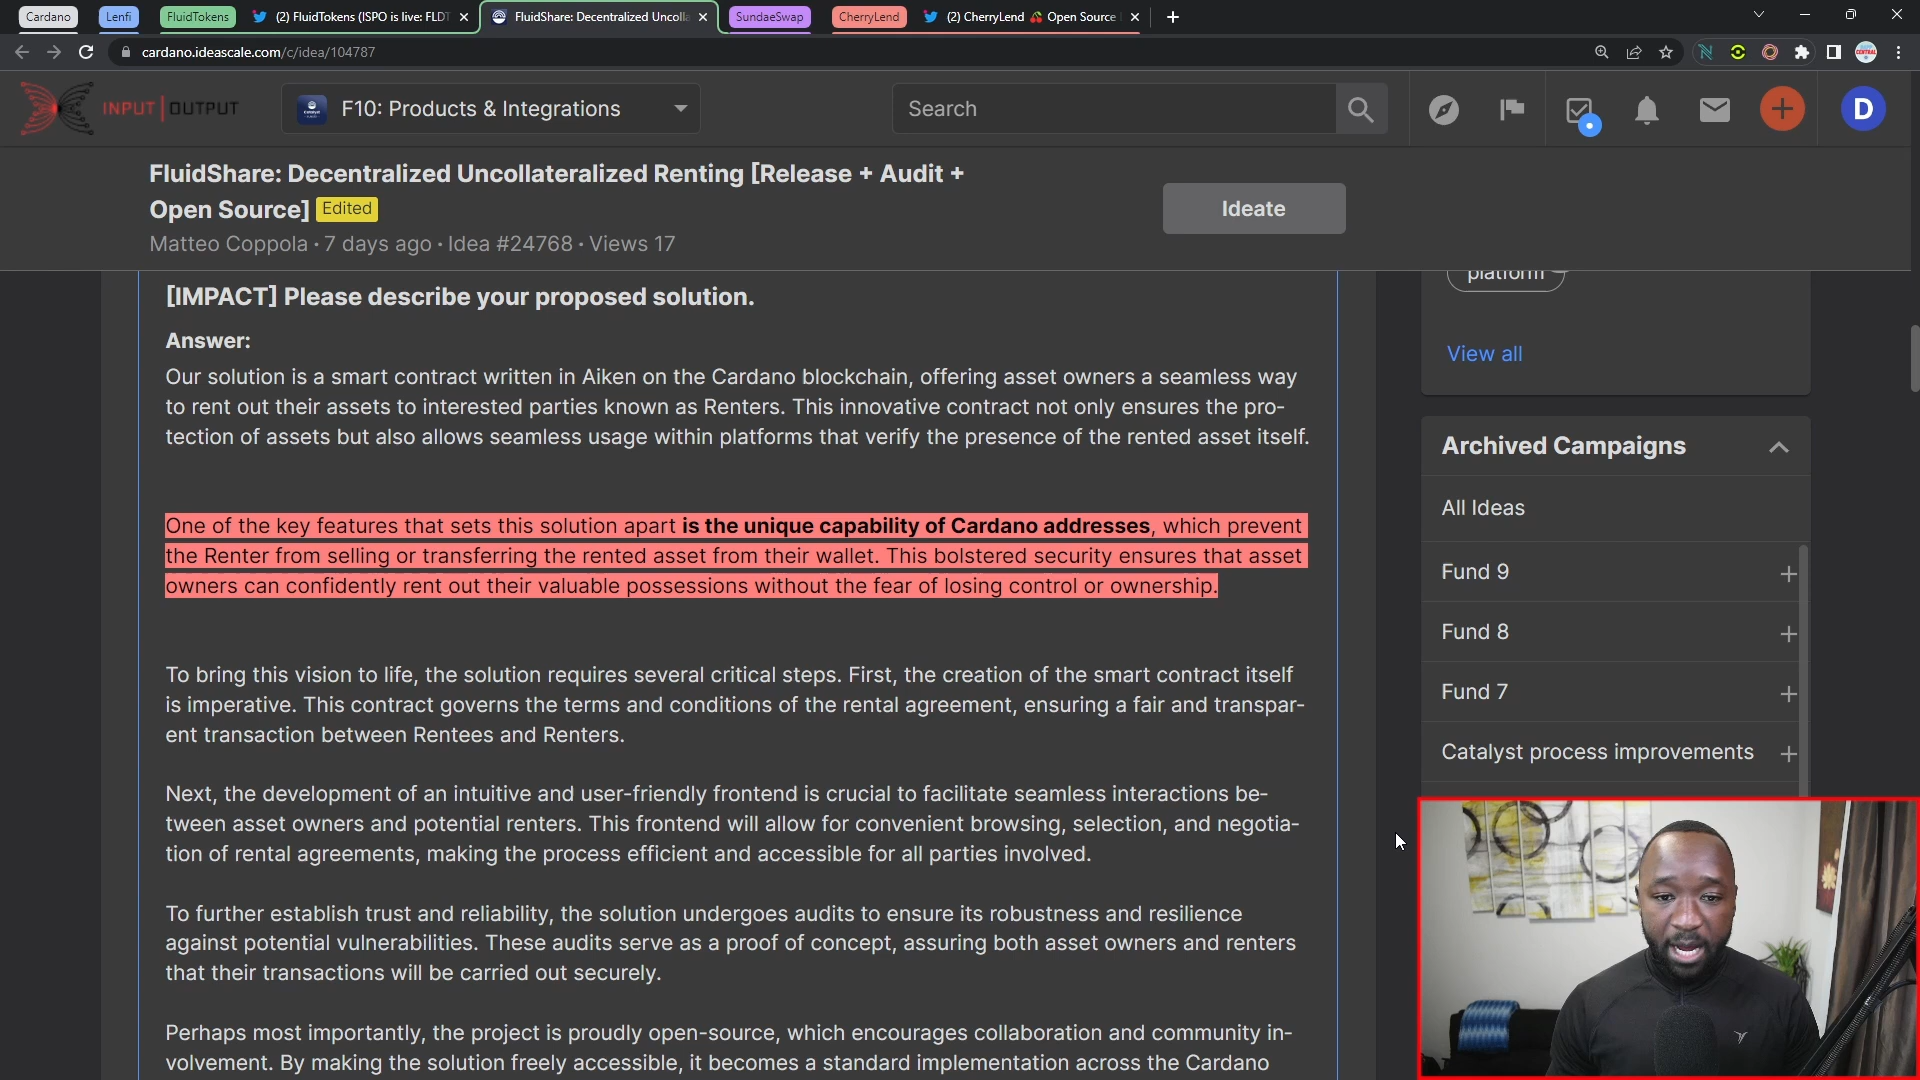 Cardano
Lenfi
FluidTokens
(2) FluidTokens (ISPO is live: FLDT
FluidShare: Decentralized Uncolla
SundaeSwap
CherryLend
(2) CherryLend 🍒 Open Source
cardano.ideascale.com/c/idea/104787
INPUT | OUTPUT
F10: Products & Integrations
Search
D
FluidShare: Decentralized Uncollateralized Renting [Release + Audit +
Open Source] Edited
Matteo Coppola · 7 days ago · Idea #24768 · Views 17
Ideate
[IMPACT] Please describe your proposed solution.
Answer:
Our solution is a smart contract written in Aiken on the Cardano blockchain, offering asset owners a seamless way
to rent out their assets to interested parties known as Renters. This innovative contract not only ensures the pro-
tection of assets but also allows seamless usage within platforms that verify the presence of the rented asset itself.
One of the key features that sets this solution apart is the unique capability of Cardano addresses, which prevent
the Renter from selling or transferring the rented asset from their wallet. This bolstered security ensures that asset
owners can confidently rent out their valuable possessions without the fear of losing control or ownership.
To bring this vision to life, the solution requires several critical steps. First, the creation of the smart contract itself
is imperative. This contract governs the terms and conditions of the rental agreement, ensuring a fair and transpar-
ent transaction between Rentees and Renters.
Next, the development of an intuitive and user-friendly frontend is crucial to facilitate seamless interactions be-
tween asset owners and potential renters. This frontend will allow for convenient browsing, selection, and negotia-
tion of rental agreements, making the process efficient and accessible for all parties involved.
To further establish trust and reliability, the solution undergoes audits to ensure its robustness and resilience
against potential vulnerabilities. These audits serve as a proof of concept, assuring both asset owners and renters
that their transactions will be carried out securely.
Perhaps most importantly, the project is proudly open-source, which encourages collaboration and community in-
volvement. By making the solution freely accessible, it becomes a standard implementation across the Cardano
platform
View all
Archived Campaigns
All Ideas
Fund 9
Fund 8
Fund 7
Catalyst process improvements